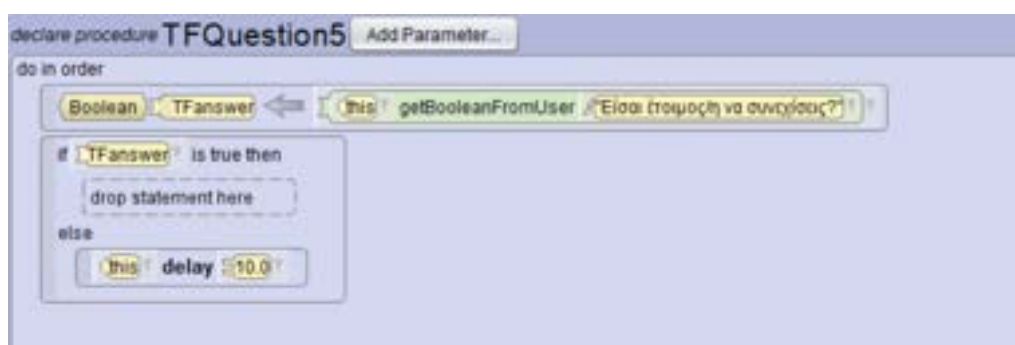 declare procedure TFQuestion5 Add Parameter...
do in order
Boolean TFanswer this getBooleanFromUser "Είσαι έτοιμος/η να συνεχίσεις?"
if TFanswer is true then
drop statement here
else
this delay 10.0